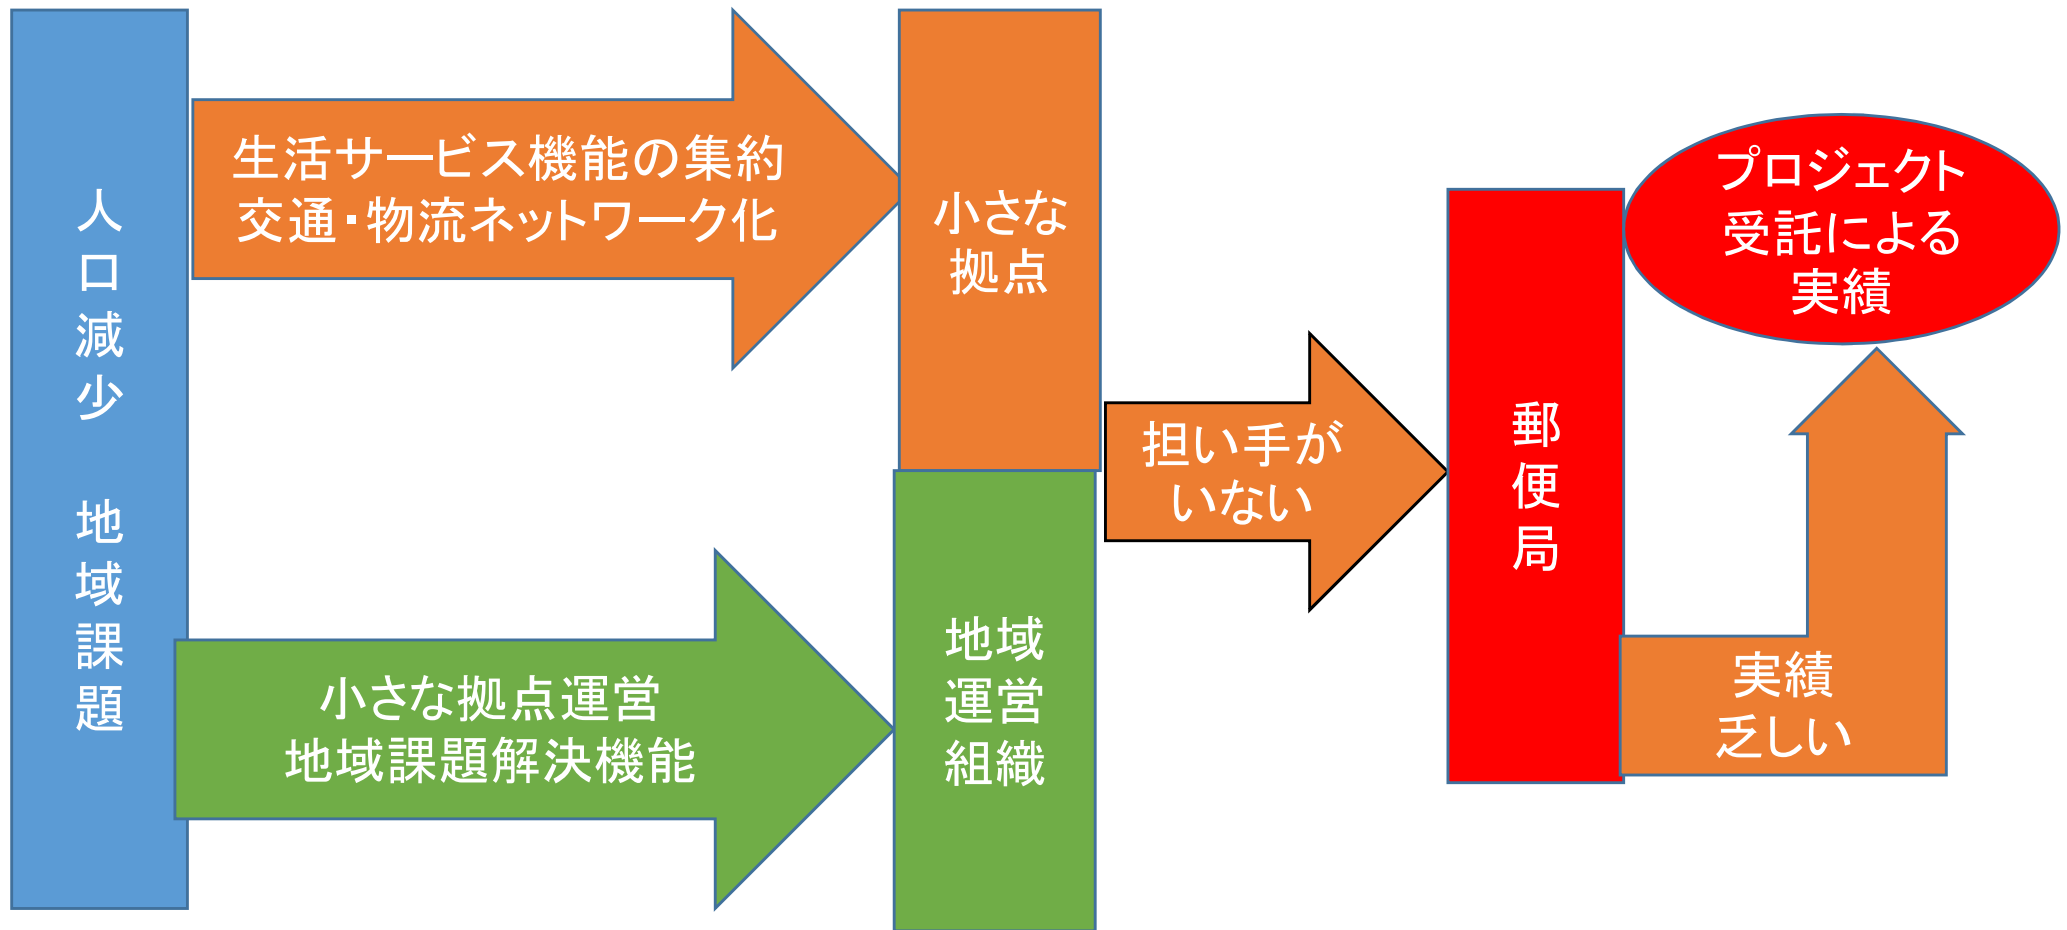 人口減少　地域課題
生活サービス機能の集約
交通・物流ネットワーク化
小さな拠点運営
地域課題解決機能
小さな
拠点
地域
運営
組織
担い手が
いない
郵便局
プロジェクト
受託による
実績
実績
乏しい